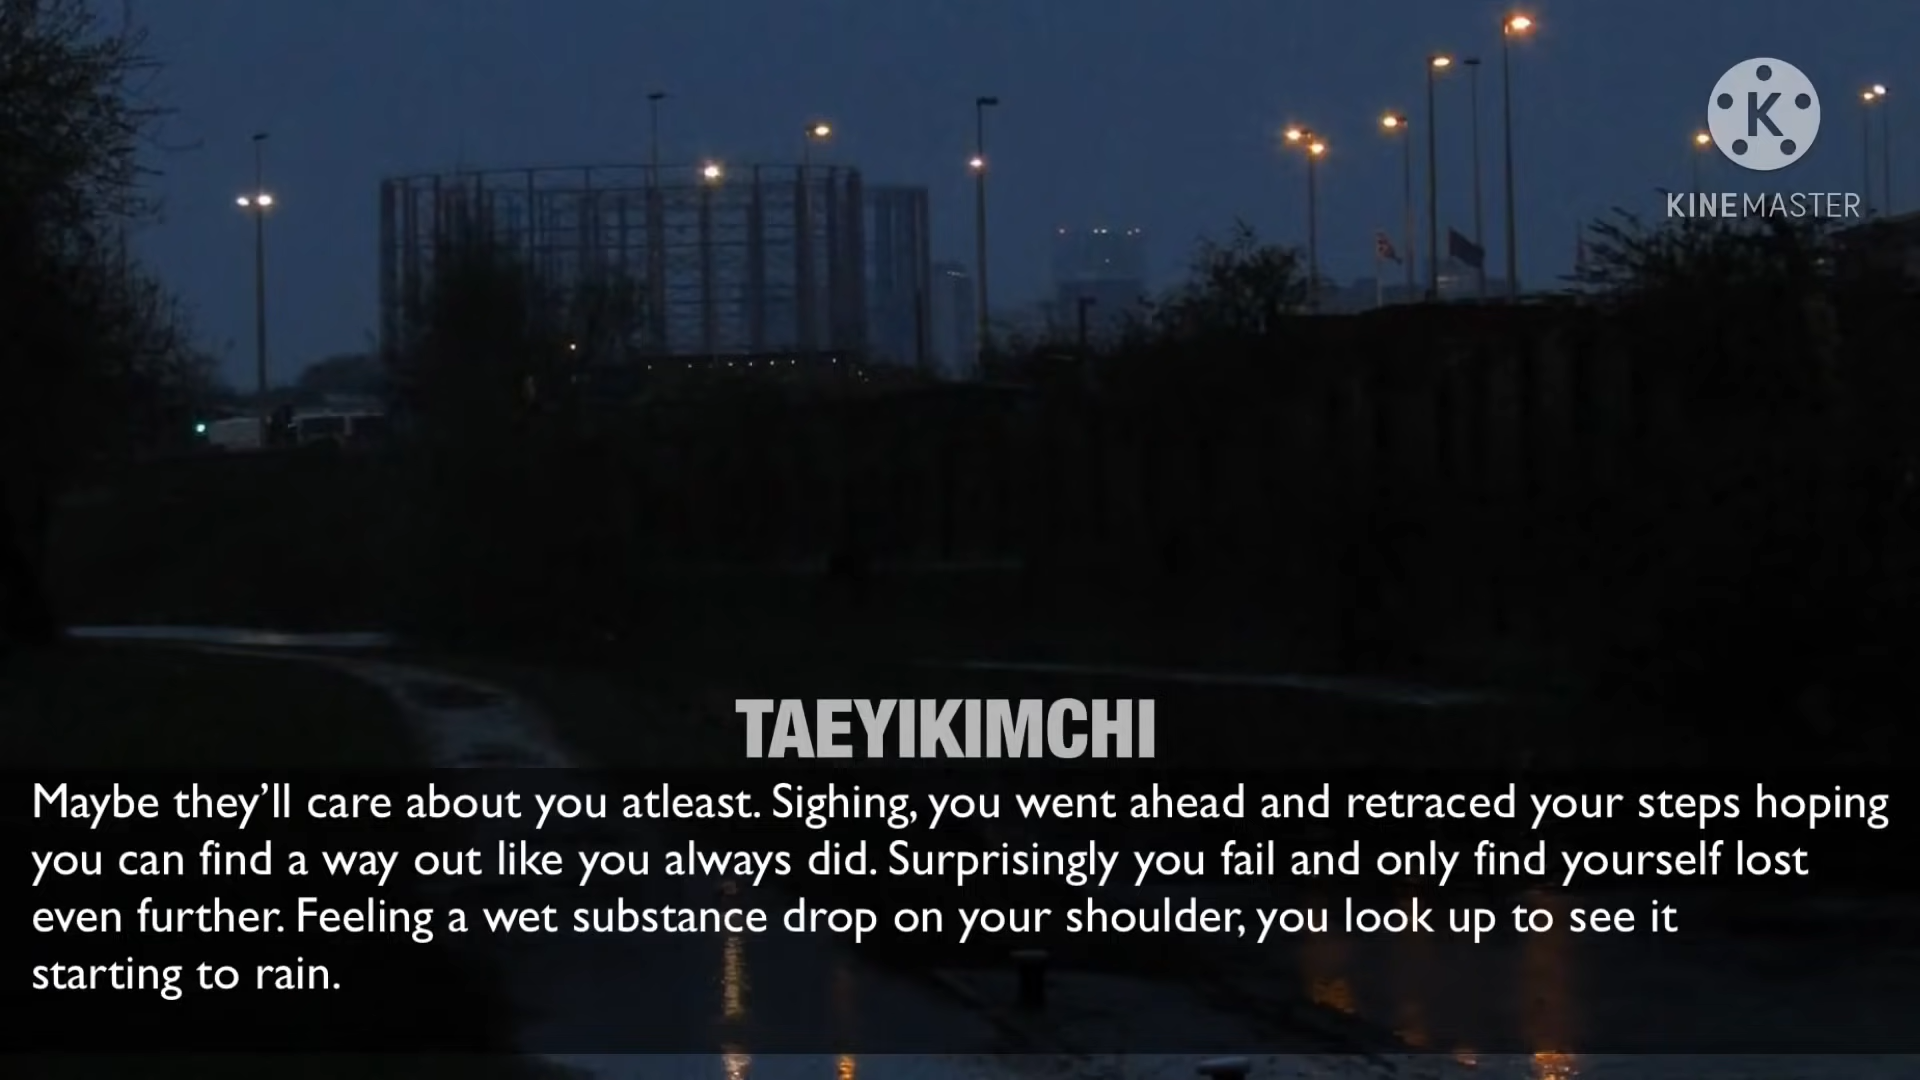 K
KINEMASTER
TAEYIKIMCHI
Maybe they’ll care about you atleast. Sighing, you went ahead and retraced your steps hoping
you can find a way out like you always did. Surprisingly you fail and only find yourself lost
even further. Feeling a wet substance drop on your shoulder, you look up to see it
starting to rain.